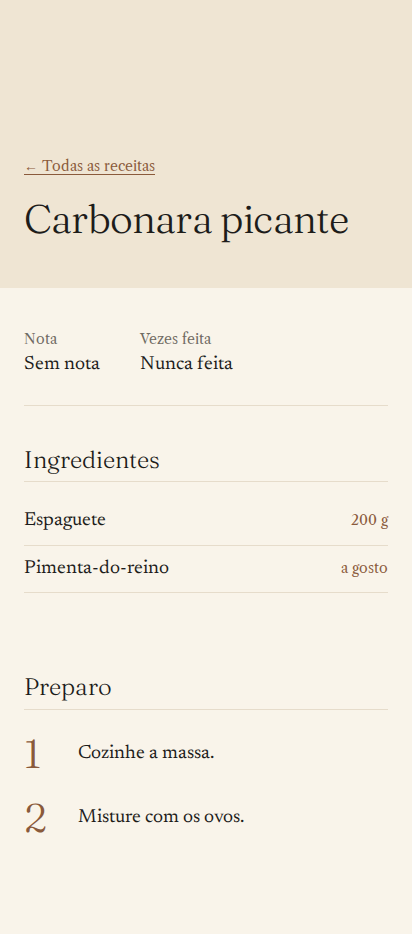 ← Todas as receitas
Carbonara picante
Nota
Vezes feita
Sem nota
Nunca feita
Ingredientes
Espaguete 200 g
Pimenta-do-reino a gosto
Preparo
1 Cozinhe a massa.
2 Misture com os ovos.